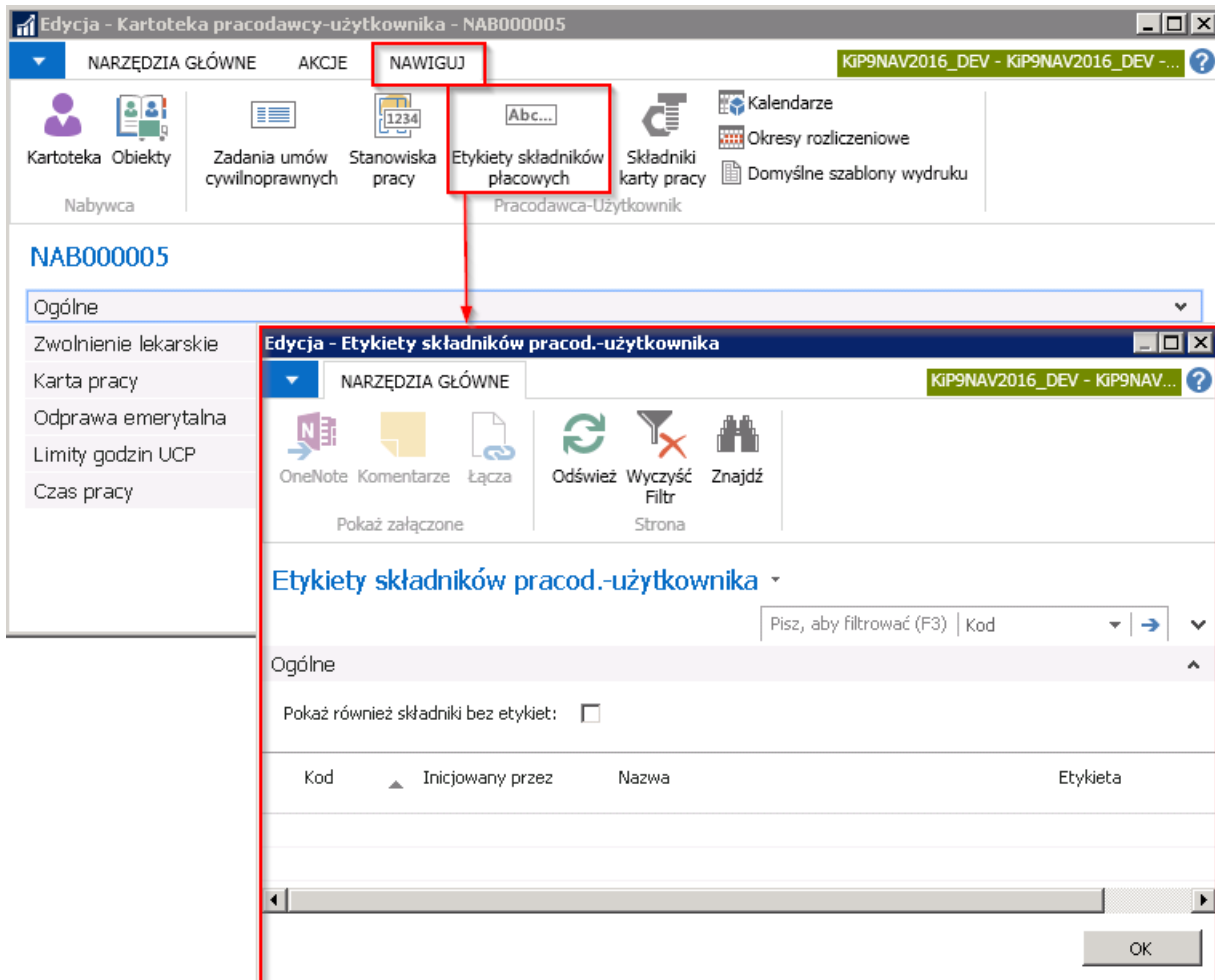 Edycja - Kartoteka pracodawcy-użytkownika - NAB000005
NARZĘDZIA GŁÓWNE AKCJE NAWIGUJ KiP9NAV2016_DEV - KiP9NAV2016_DEV -... ?
Abc...
1234
Kartoteka Obiekty
Zadania umów cywilnoprawnych
Stanowiska pracy
Etykiety składników płacowych
Składniki karty pracy
Kalendarze
Okresy rozliczeniowe
Domyślne szablony wydruku
Nabywca Pracodawca-Użytkownik
NAB000005
Ogólne
Zwolnienie lekarskie
Karta pracy
Odprawa emerytalna
Limity godzin UCP
Czas pracy
Edycja - Etykiety składników pracod.-użytkownika
NARZĘDZIA GŁÓWNE KiP9NAV2016_DEV - KiP9NAV... ?
N
OneNote Komentarze Łącza Odśwież Wyczyść Filtr Znajdź
Pokaż załączone Strona
Etykiety składników pracod.-użytkownika
Pisz, aby filtrować (F3) Kod
Ogólne
Pokaż również składniki bez etykiet:
Kod Inicjowany przez Nazwa Etykieta
OK